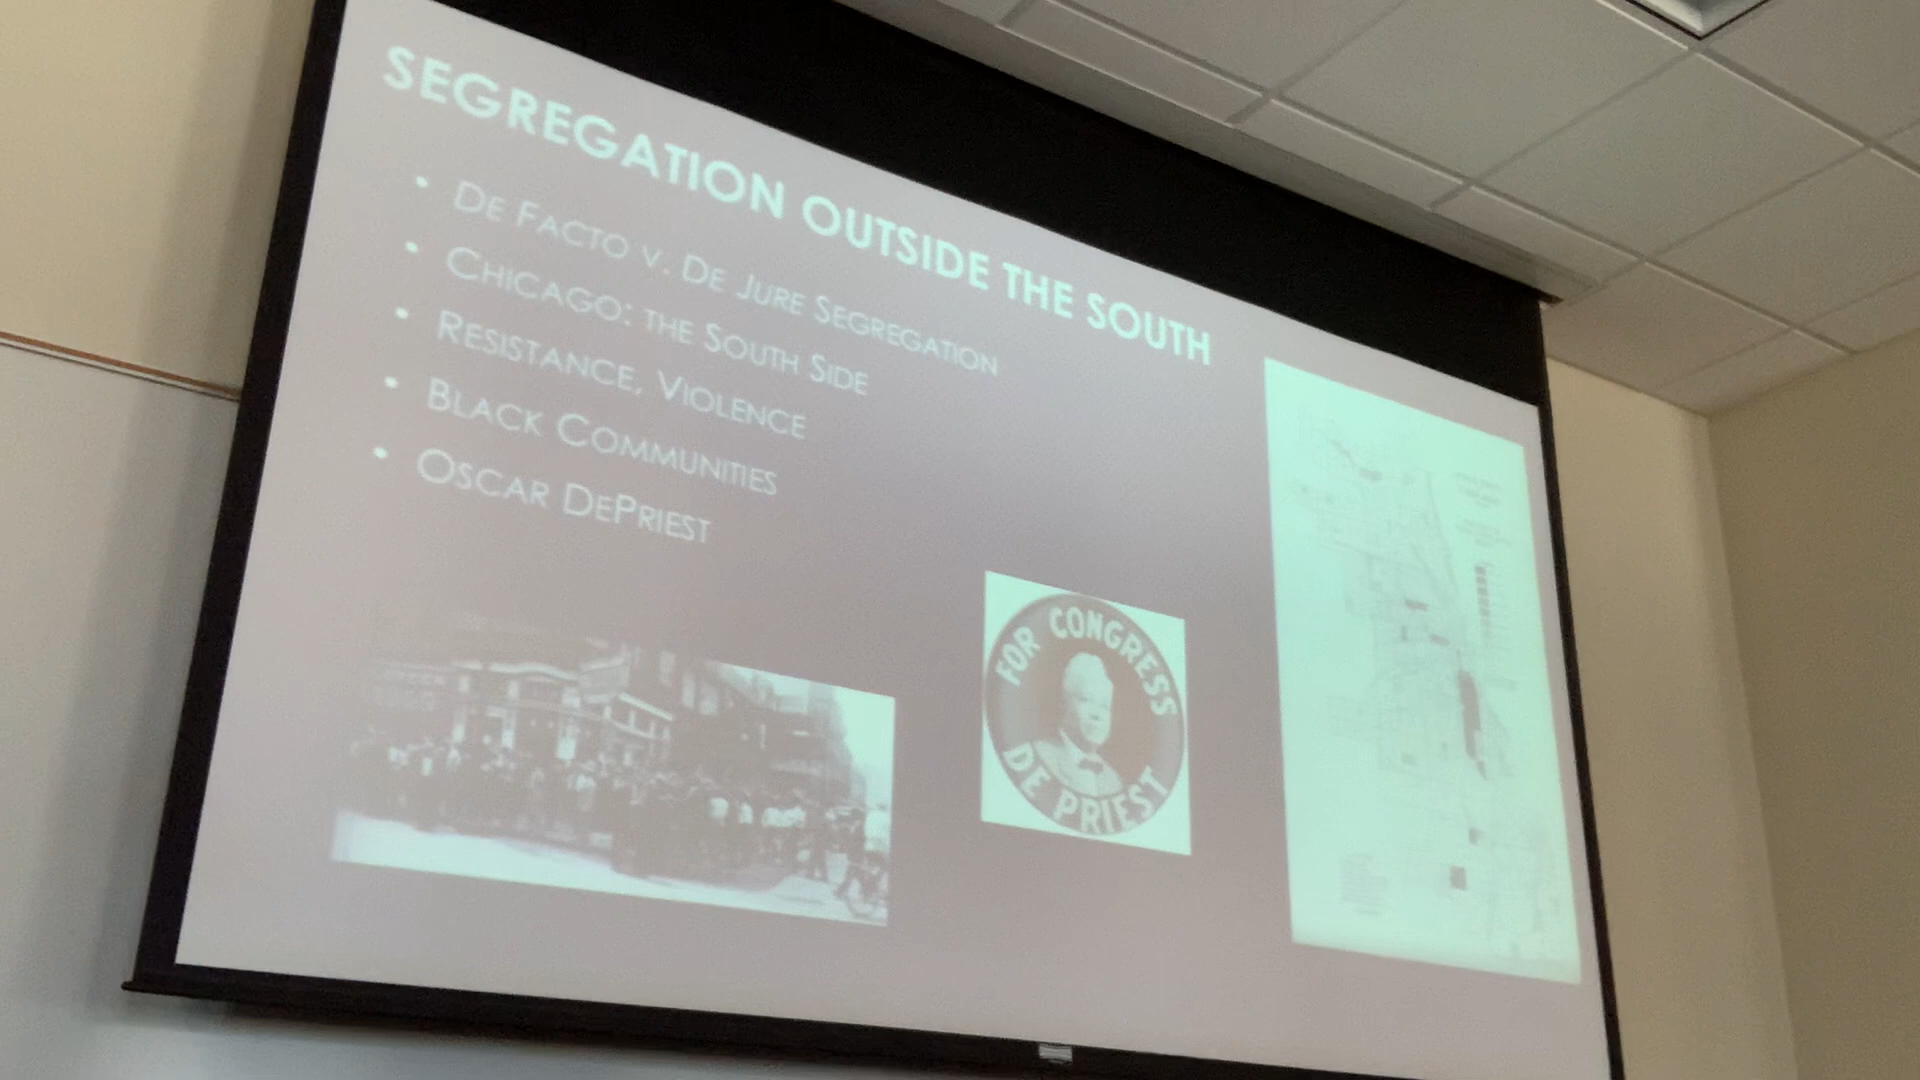 SEGREGATION OUTSIDE THE SOUTH
• DE FACTO V. DE JURE SEGREGATION
• CHICAGO: THE SOUTH SIDE
• RESISTANCE, VIOLENCE
• BLACK COMMUNITIES
• OSCAR DEPRIEST
FOR CONGRESS
DE PRIEST